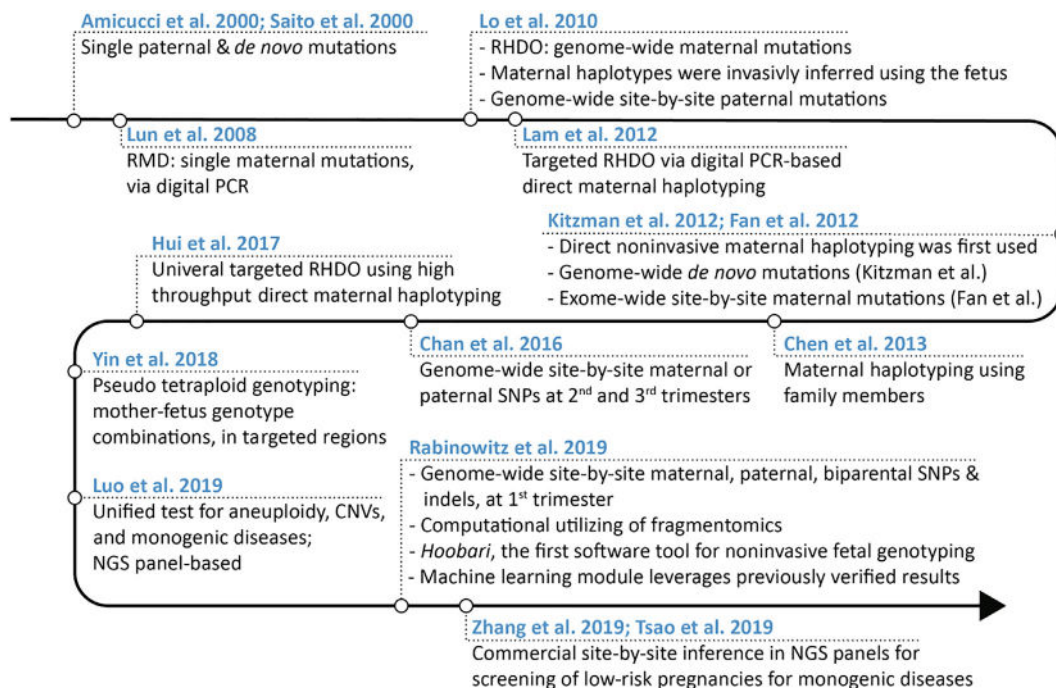 Amicucci et al. 2000; Saito et al. 2000
Single paternal & de novo mutations
Lo et al. 2010
- RHDO: genome-wide maternal mutations
- Maternal haplotypes were invasivly inferred using the fetus
- Genome-wide site-by-site paternal mutations
Lun et al. 2008
RMD: single maternal mutations,
via digital PCR
Lam et al. 2012
Targeted RHDO via digital PCR-based
direct maternal haplotyping
Kitzman et al. 2012; Fan et al. 2012
- Direct noninvasive maternal haplotyping was first used
- Genome-wide de novo mutations (Kitzman et al.)
- Exome-wide site-by-site maternal mutations (Fan et al.)
Hui et al. 2017
Univeral targeted RHDO using high
throughput direct maternal haplotyping
Chen et al. 2013
Maternal haplotyping using
family members
Chan et al. 2016
Genome-wide site-by-site maternal or
paternal SNPs at 2nd and 3rd trimesters
Yin et al. 2018
Pseudo tetraploid genotyping:
mother-fetus genotype
combinations, in targeted regions
Luo et al. 2019
Unified test for aneuploidy, CNVs,
and monogenic diseases;
NGS panel-based
Rabinowitz et al. 2019
- Genome-wide site-by-site maternal, paternal, biparental SNPs &
indels, at 1st trimester
- Computational utilizing of fragmentomics
- Hoobari, the first software tool for noninvasive fetal genotyping
- Machine learning module leverages previously verified results
Zhang et al. 2019; Tsao et al. 2019
Commercial site-by-site inference in NGS panels for
screening of low-risk pregnancies for monogenic diseases